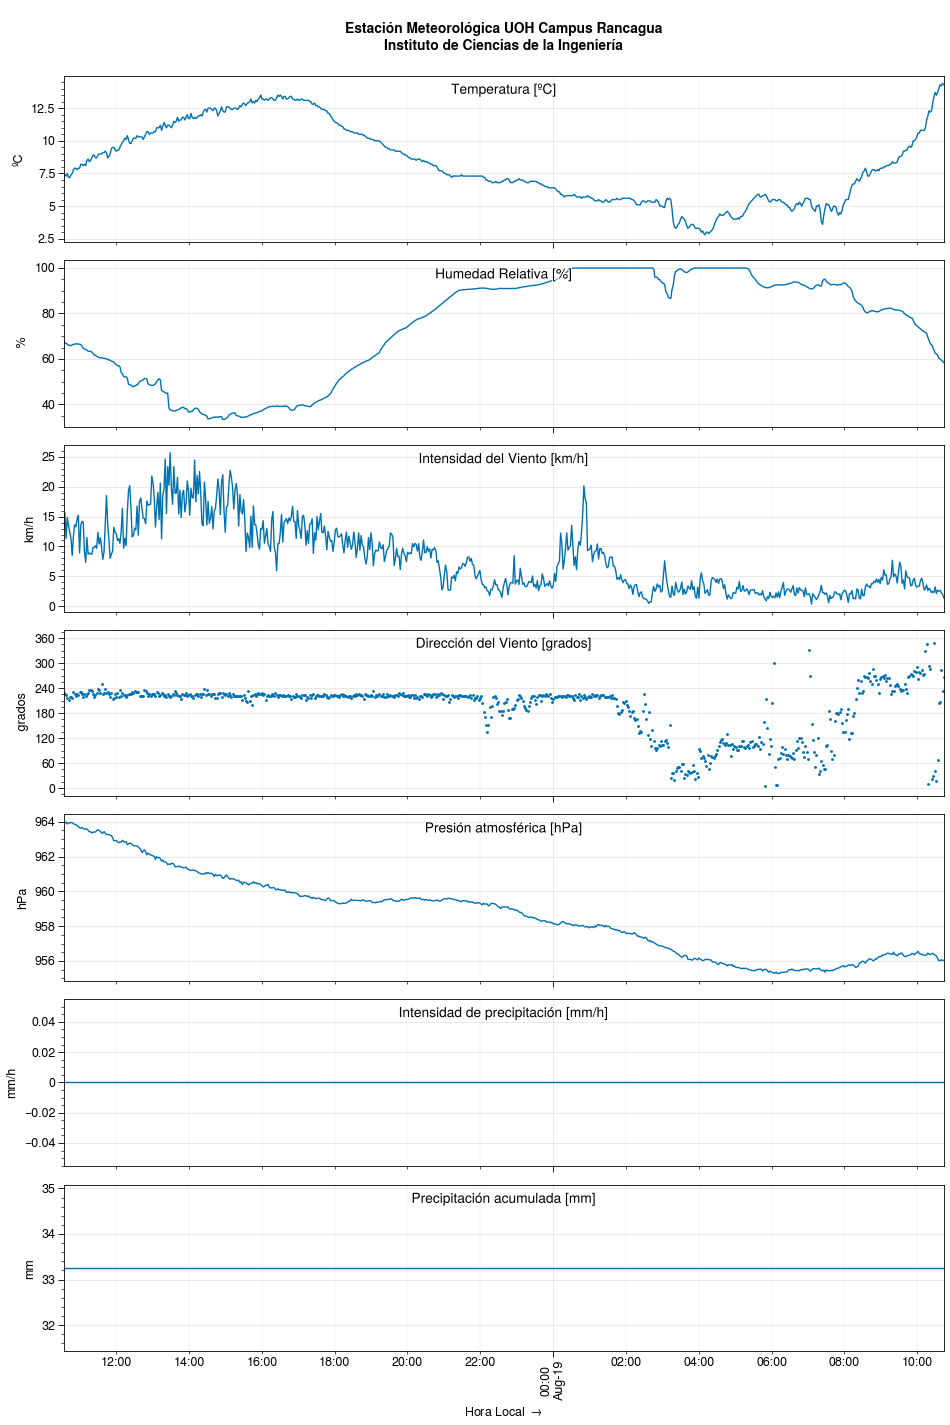 Estación Meteorológica UOH Campus Rancagua
Instituto de Ciencias de la Ingeniería
Temperatura [ºC]
ºC
12.5
10
7.5
5
2.5
Humedad Relativa [%]
%
100
80
60
40
Intensidad del Viento [km/h]
km/h
25
20
15
10
5
0
Dirección del Viento [grados]
grados
360
300
240
180
120
60
0
Presión atmosférica [hPa]
hPa
964
962
960
958
956
Intensidad de precipitación [mm/h]
mm/h
0.04
0.02
0
−0.02
−0.04
Precipitación acumulada [mm]
mm
35
34
33
32
12:00 14:00 16:00 18:00 20:00 22:00 00:00 02:00 04:00 06:00 08:00 10:00
Aug-19
Hora Local →